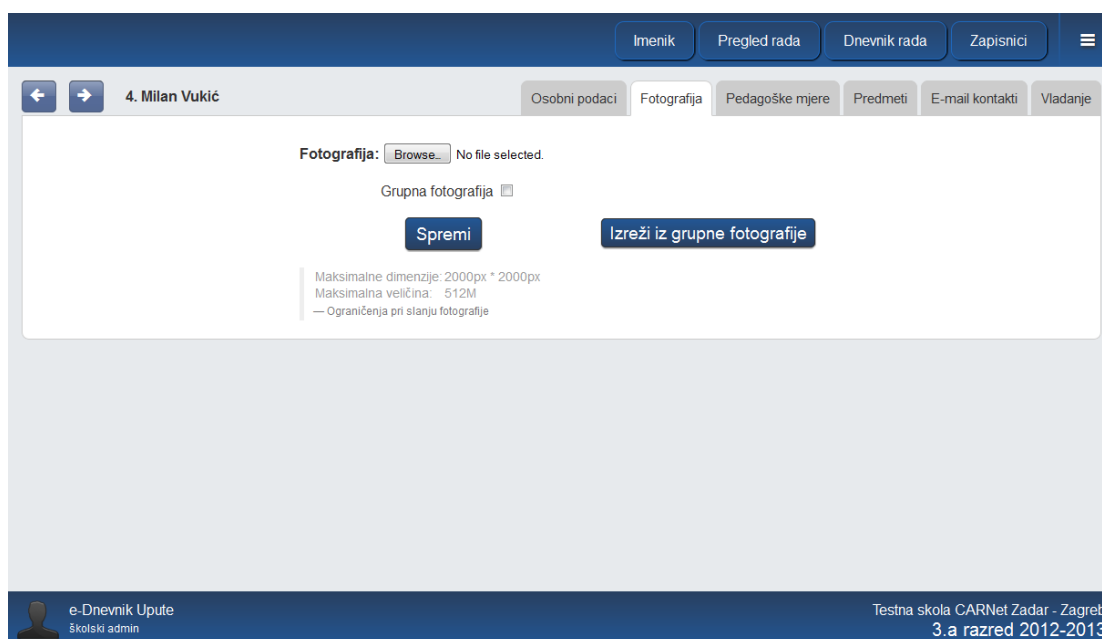 Imenik Pregled rada Dnevnik rada Zapisnici
4. Milan Vukić Osobni podaci Fotografija Pedagoške mjere Predmeti E-mail kontakti Vladanje
Fotografija: Browse... No file selected.
Grupna fotografija
Spremi Izreži iz grupne fotografije
Maksimalne dimenzije: 2000px * 2000px
Maksimalna veličina: 512M
— Ograničenja pri slanju fotografije
e-Dnevnik Upute Testna skola CARNet Zadar - Zagreb
školski admin 3.a razred 2012-2013